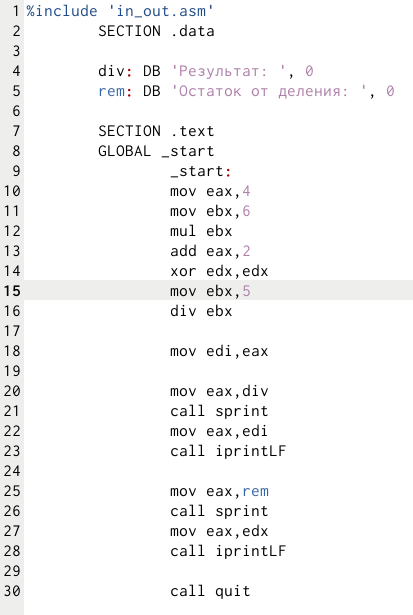 1 %include 'in_out.asm'
2 SECTION .data
3
4 div: DB 'Результат: ', 0
5 rem: DB 'Остаток от деления: ', 0
6
7 SECTION .text
8 GLOBAL _start
9 _start:
10 mov eax,4
11 mov ebx,6
12 mul ebx
13 add eax,2
14 xor edx,edx
15 mov ebx,5
16 div ebx
17
18 mov edi,eax
19
20 mov eax,div
21 call sprint
22 mov eax,edi
23 call iprintLF
24
25 mov eax,rem
26 call sprint
27 mov eax,edx
28 call iprintLF
29
30 call quit